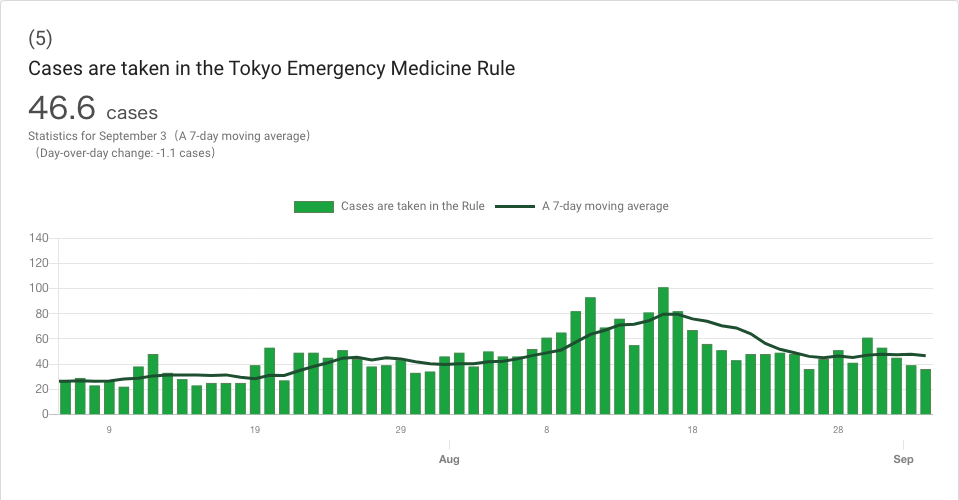 (5)
Cases are taken in the Tokyo Emergency Medicine Rule
46.6 cases
Statistics for September 3（A 7-day moving average）
（Day-over-day change: -1.1 cases）
Cases are taken in the Rule A 7-day moving average
140
120
100
80
60
40
20
0
9 19 29 8 18 28
Aug Sep